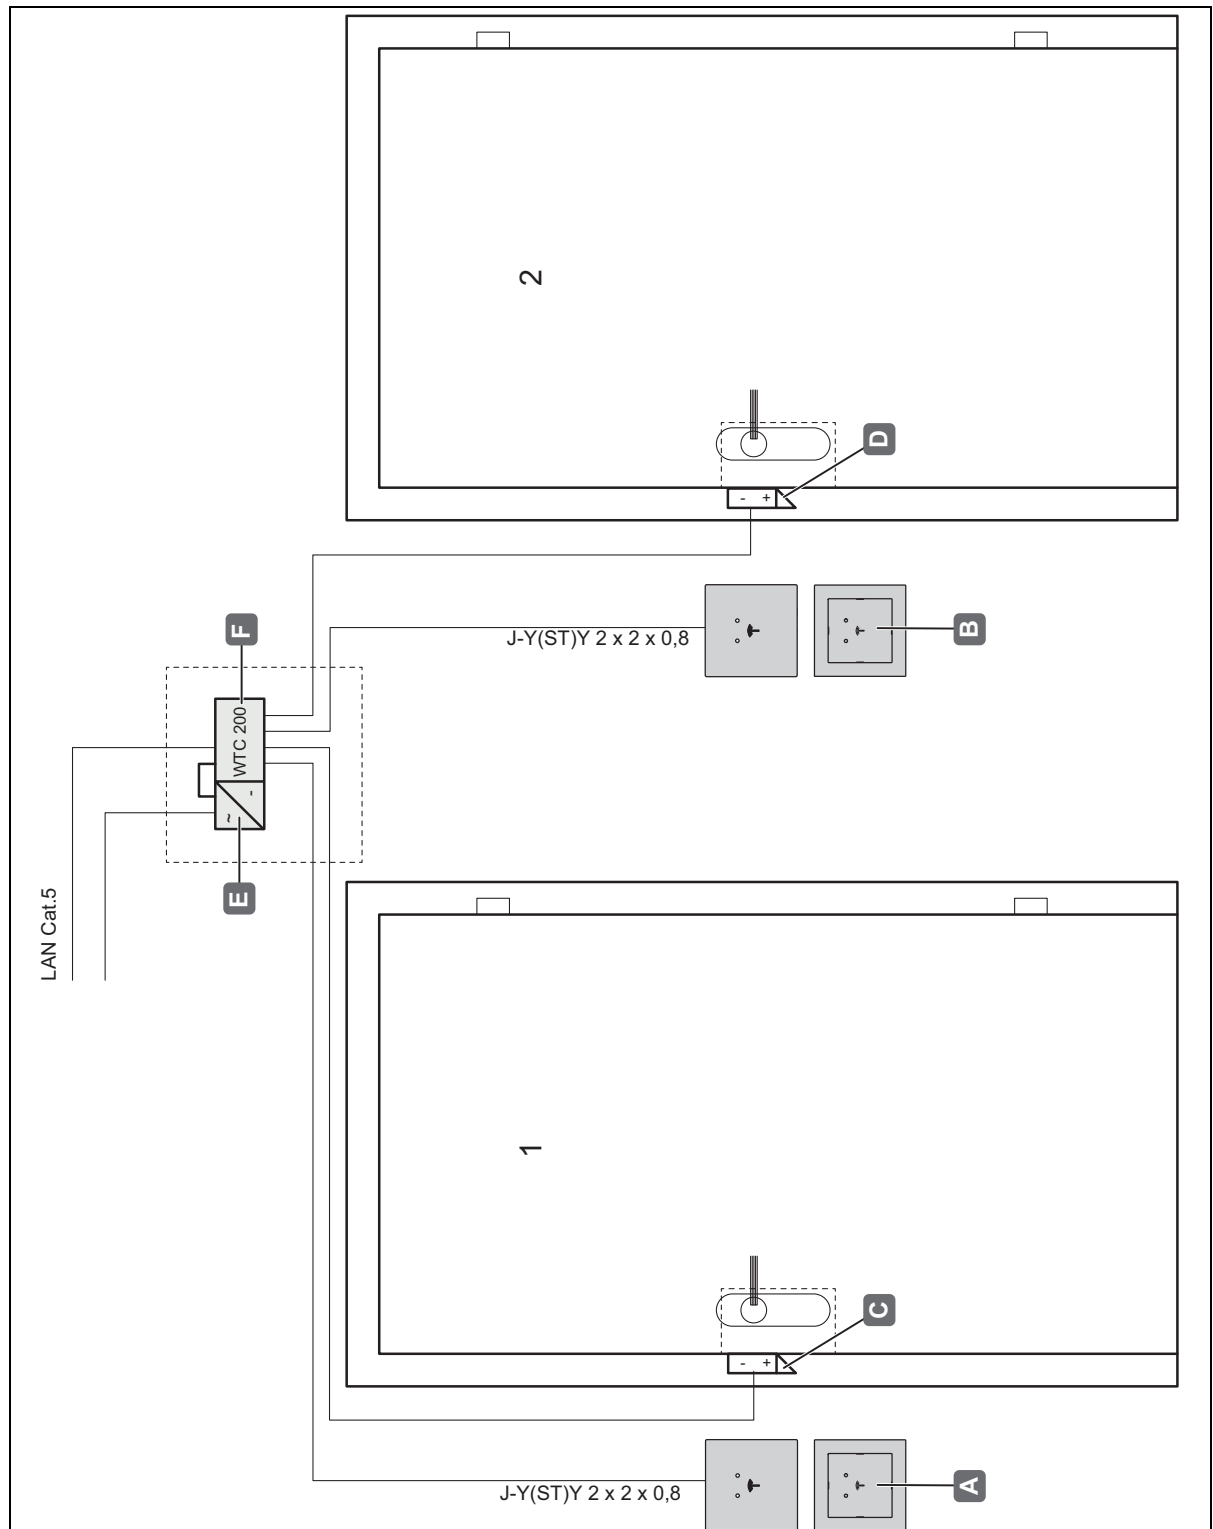 2
D
- +
B
J-Y(ST)Y 2 x 2 x 0,8
F
WTC 200
~ -
E
LAN Cat.5
1
C
- +
A
J-Y(ST)Y 2 x 2 x 0,8